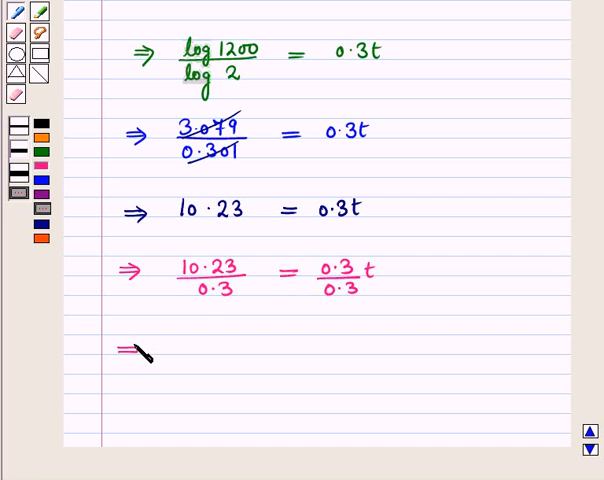 ⇒ log 1200 / log 2 = 0.3t
⇒ 3.079 / 0.301 = 0.3t
⇒ 10.23 = 0.3t
⇒ 10.23 / 0.3 = 0.3 / 0.3 t
=